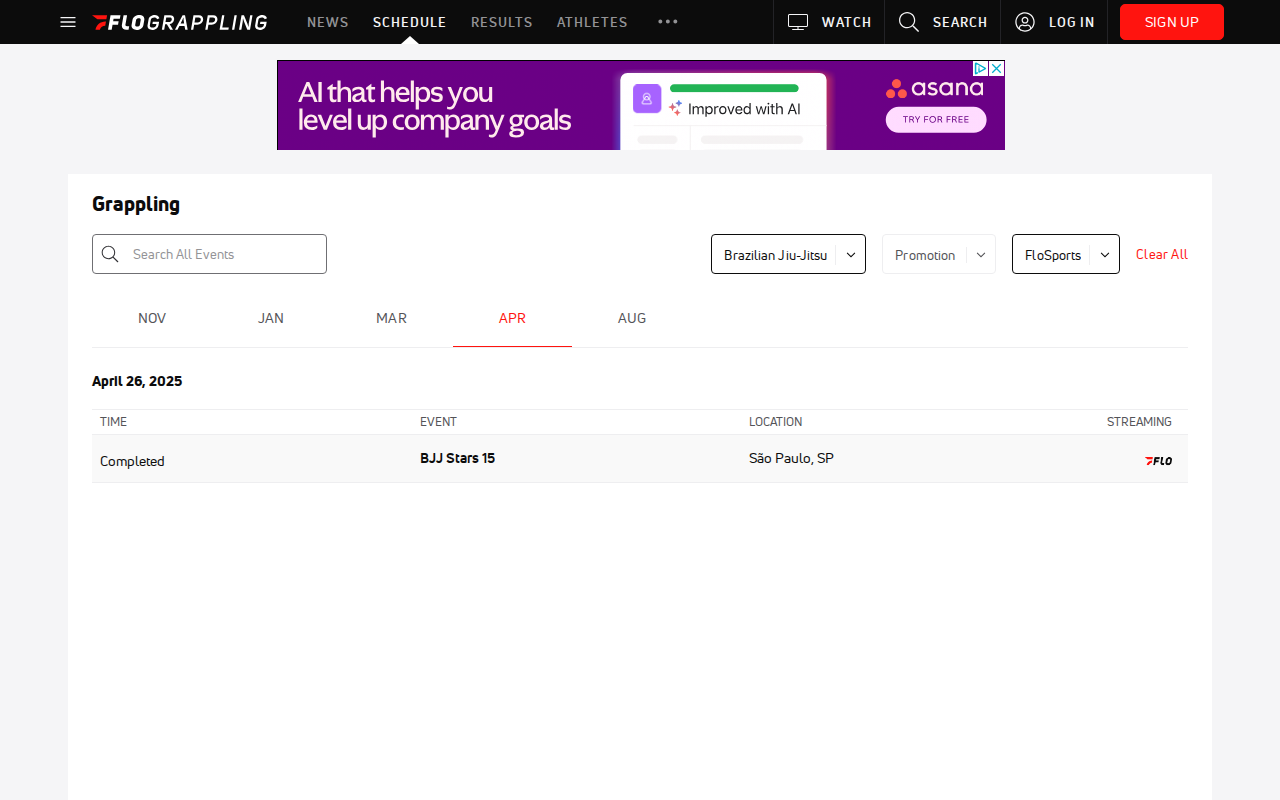 FLOGRAPPLING NEWS SCHEDULE RESULTS ATHLETES ••• WATCH SEARCH LOG IN SIGN UP
AI that helps you
level up company goals
Improved with AI
asana
TRY FOR FREE
Grappling
Search All Events
Brazilian Jiu-Jitsu
Promotion
FloSports
Clear All
NOV JAN MAR APR AUG
April 26, 2025
TIME EVENT LOCATION STREAMING
Completed BJJ Stars 15 São Paulo, SP FLO